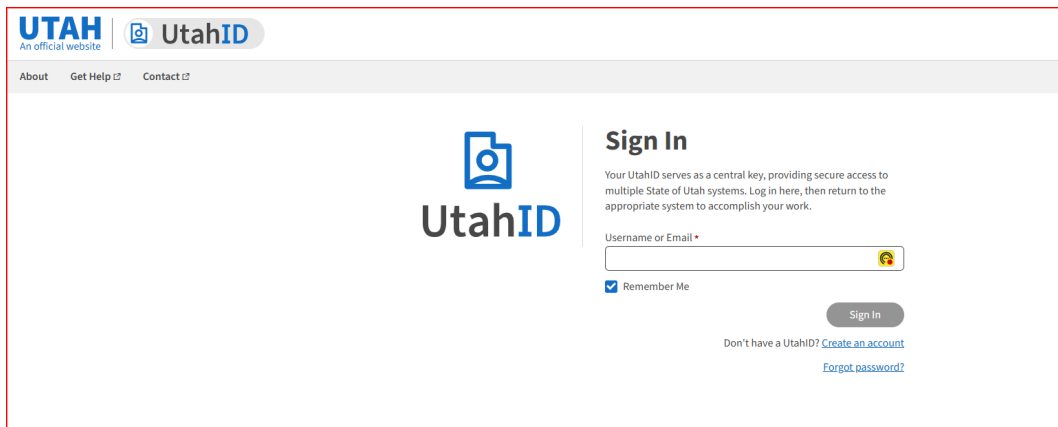 UTAH
An official website
UtahID
About Get Help Contact
UtahID
Sign In
Your UtahID serves as a central key, providing secure access to
multiple State of Utah systems. Log in here, then return to the
appropriate system to accomplish your work.
Username or Email *
Remember Me
Sign In
Don't have a UtahID? Create an account
Forgot password?